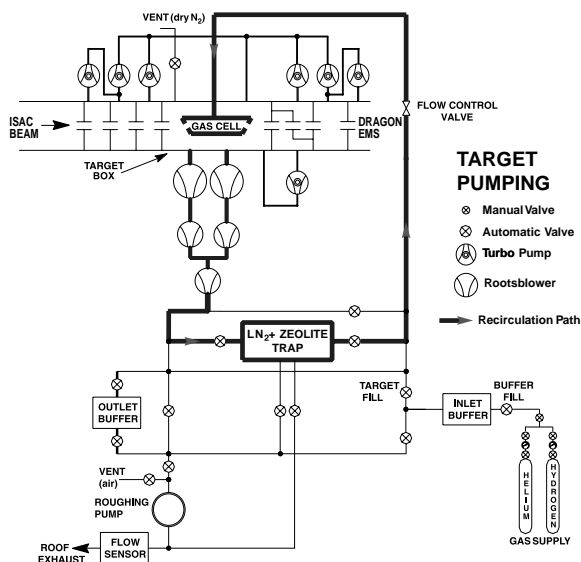 VENT (dry N₂)
ISAC
BEAM
GAS CELL
DRAGON
EMS
FLOW CONTROL
VALVE
TARGET
BOX
TARGET
PUMPING
Manual Valve
Automatic Valve
Turbo Pump
Rootsblower
Recirculation Path
LN₂+ ZEOLITE
TRAP
TARGET
FILL
OUTLET
BUFFER
INLET
BUFFER
BUFFER
FILL
VENT
(air)
ROUGHING
PUMP
HELIUM
HYDROGEN
GAS SUPPLY
ROOF
EXHAUST
FLOW
SENSOR